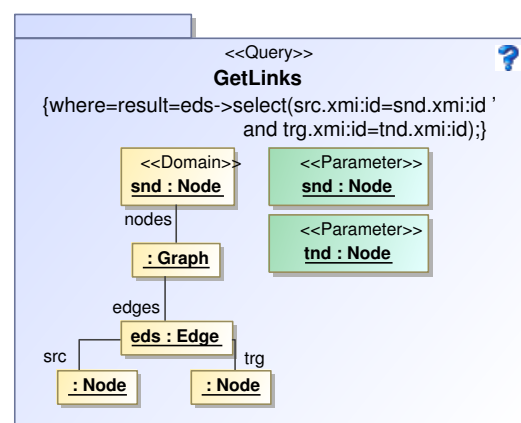 <<Query>>
GetLinks
{where=result=eds->select(src.xmi:id=snd.xmi:id '
and trg.xmi:id=tnd.xmi:id);}
<<Domain>>
snd : Node
<<Parameter>>
snd : Node
nodes
<<Parameter>>
tnd : Node
: Graph
edges
eds : Edge
src
trg
: Node
: Node